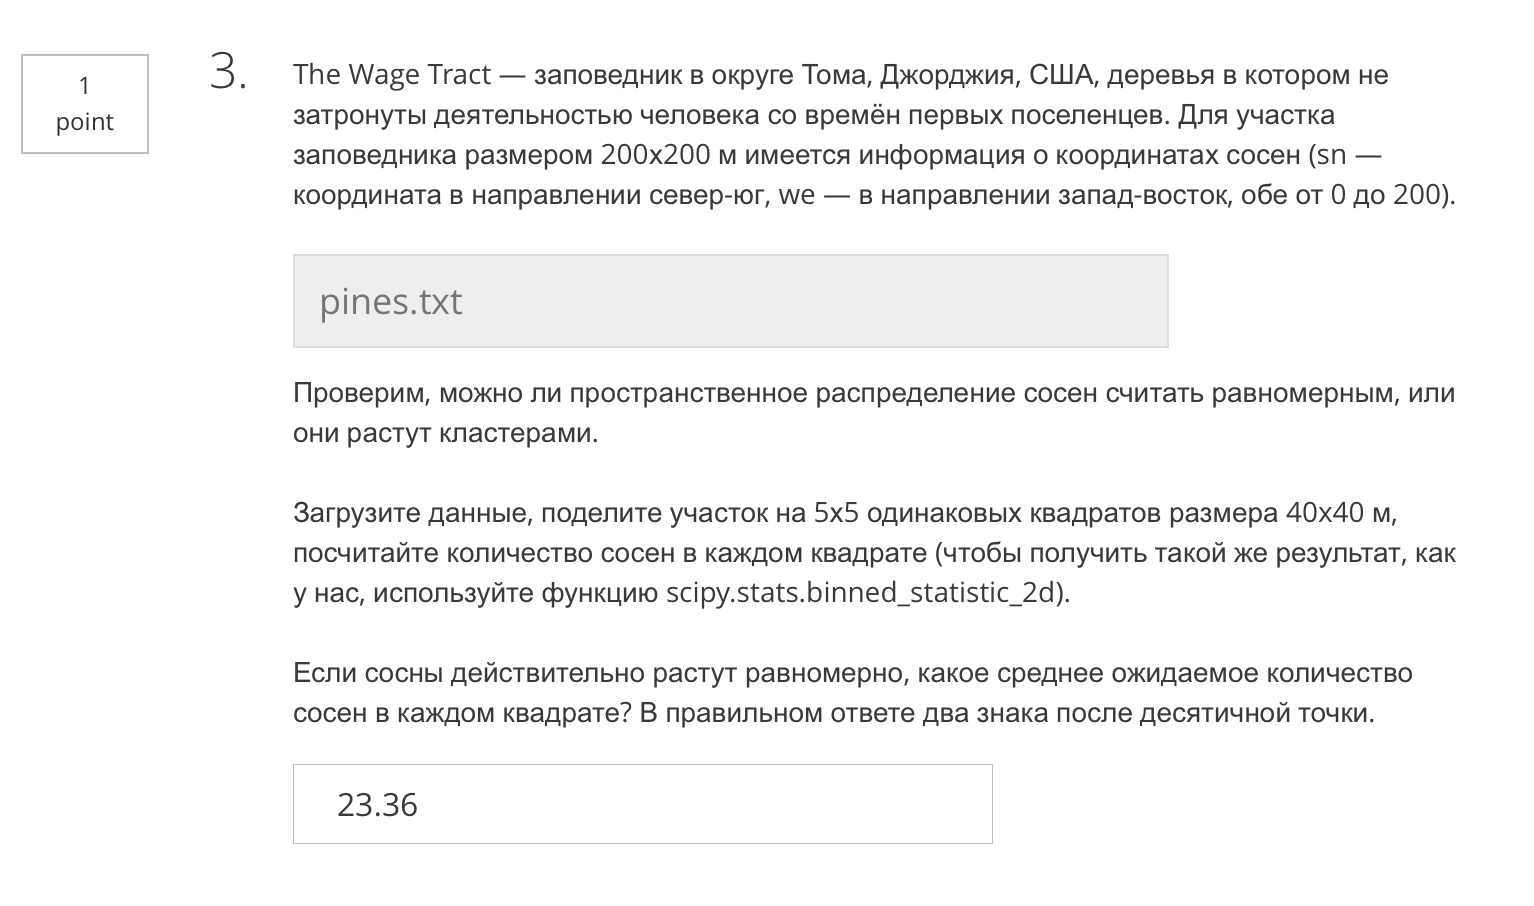 1
point
3.
The Wage Tract — заповедник в округе Тома, Джорджия, США, деревья в котором не
затронуты деятельностью человека со времён первых поселенцев. Для участка
заповедника размером 200х200 м имеется информация о координатах сосен (sn —
координата в направлении север-юг, we — в направлении запад-восток, обе от 0 до 200).
pines.txt
Проверим, можно ли пространственное распределение сосен считать равномерным, или
они растут кластерами.
Загрузите данные, поделите участок на 5х5 одинаковых квадратов размера 40x40 м,
посчитайте количество сосен в каждом квадрате (чтобы получить такой же результат, как
у нас, используйте функцию scipy.stats.binned_statistic_2d).
Если сосны действительно растут равномерно, какое среднее ожидаемое количество
сосен в каждом квадрате? В правильном ответе два знака после десятичной точки.
23.36